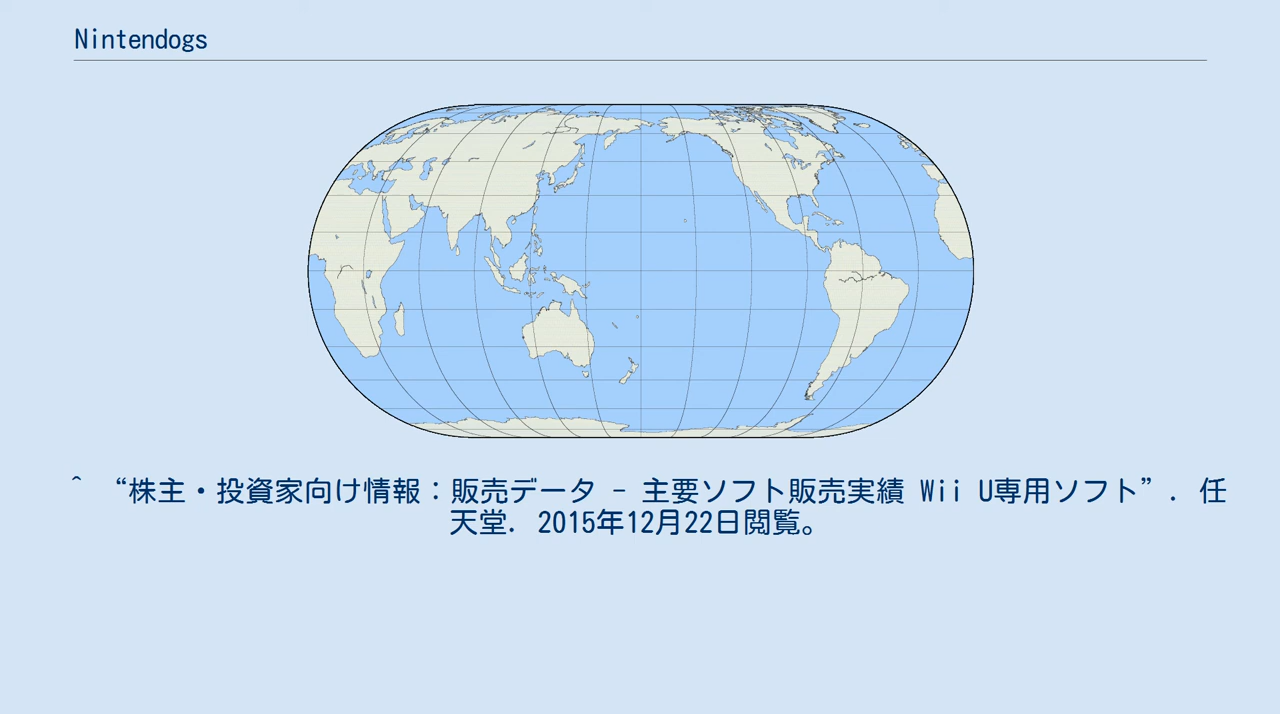 Nintendogs
^ “株主・投資家向け情報：販売データ - 主要ソフト販売実績 Wii U専用ソフト”. 任
天堂. 2015年12月22日閲覧。